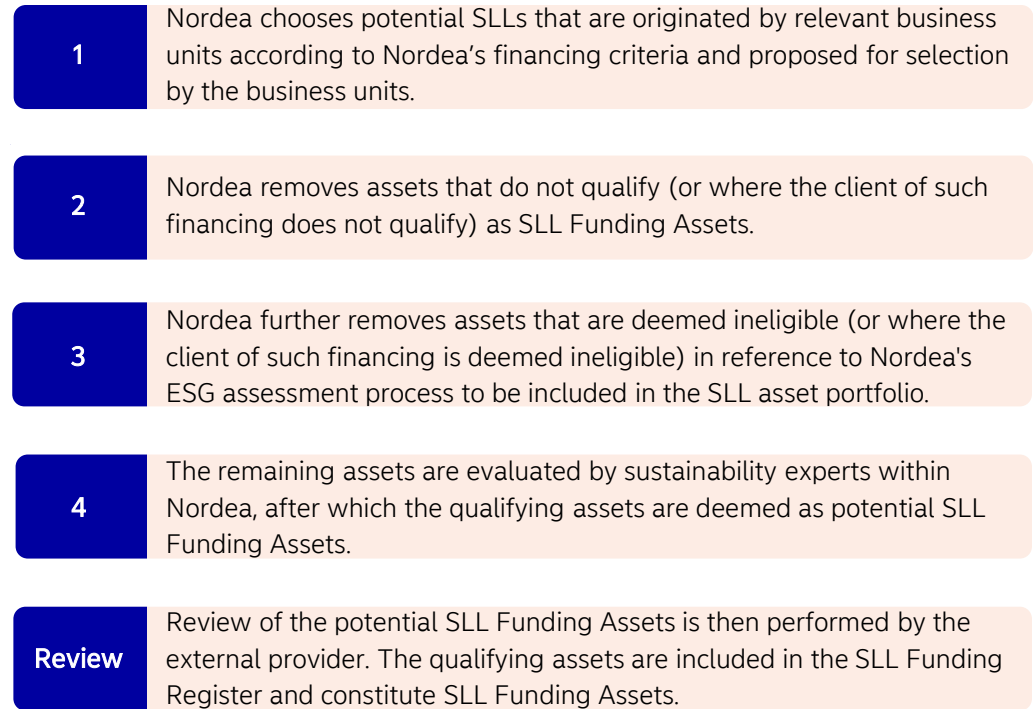 1
Nordea chooses potential SLLs that are originated by relevant business
units according to Nordea’s financing criteria and proposed for selection
by the business units.
2
Nordea removes assets that do not qualify (or where the client of such
financing does not qualify) as SLL Funding Assets.
3
Nordea further removes assets that are deemed ineligible (or where the
client of such financing is deemed ineligible) in reference to Nordea's
ESG assessment process to be included in the SLL asset portfolio.
4
The remaining assets are evaluated by sustainability experts within
Nordea, after which the qualifying assets are deemed as potential SLL
Funding Assets.
Review
Review of the potential SLL Funding Assets is then performed by the
external provider. The qualifying assets are included in the SLL Funding
Register and constitute SLL Funding Assets.